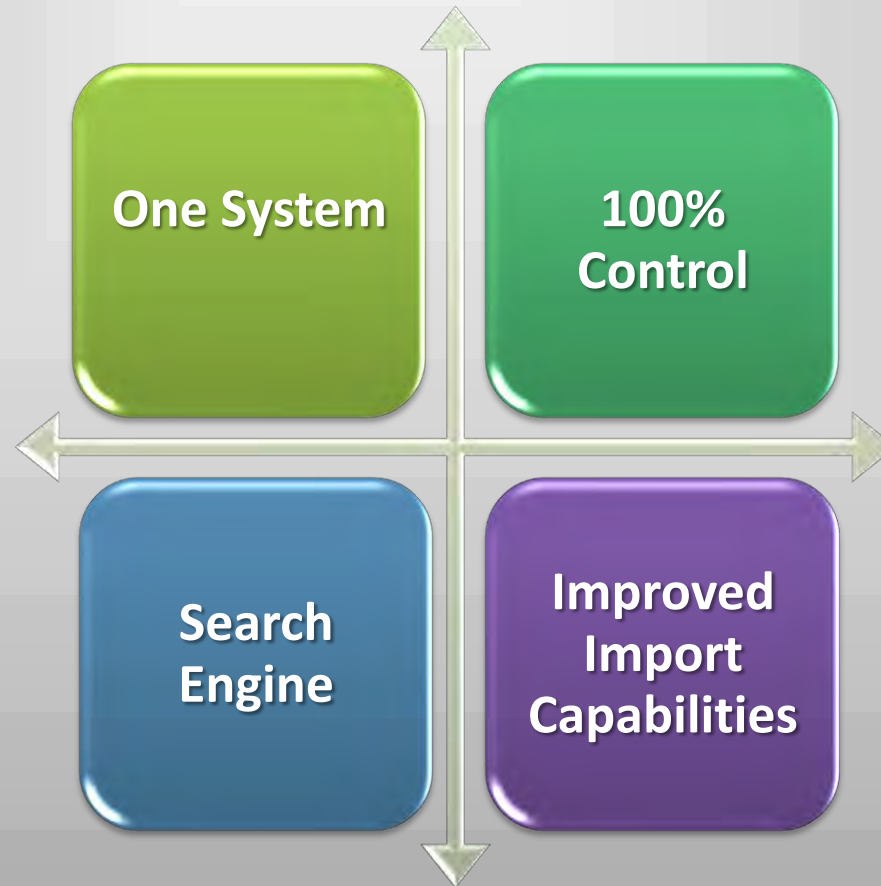 One System
100%
Control
Search
Engine
Improved
Import
Capabilities